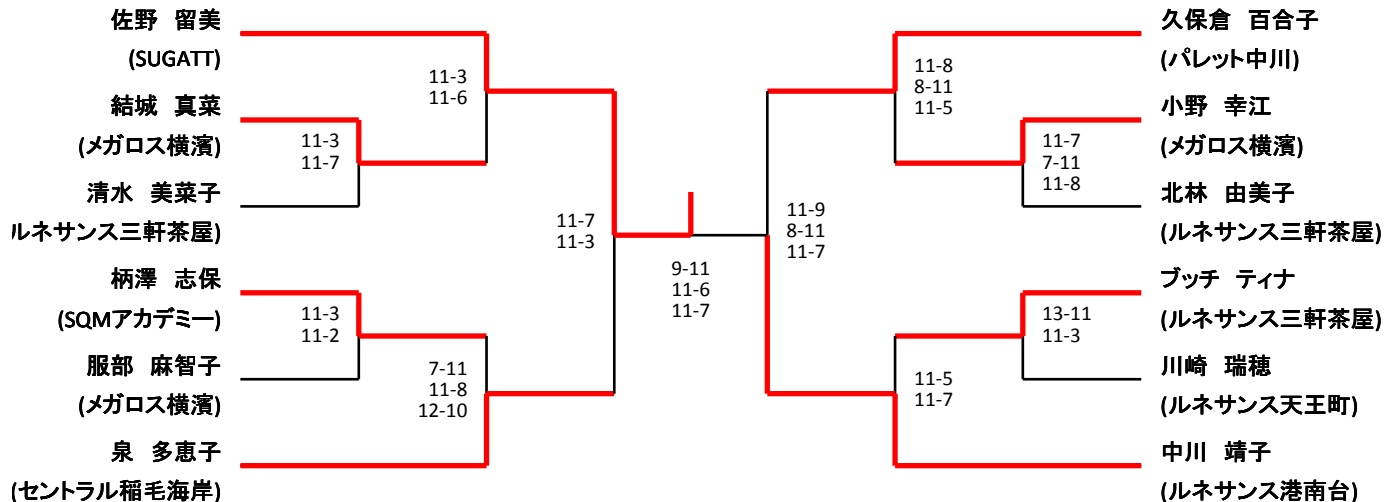 佐野 留美
(SUGATT)
結城 真菜
(メガロス横濱)
清水 美菜子
ルネサンス三軒茶屋)
柄澤 志保
(SQMアカデミー)
服部 麻智子
(メガロス横濱)
泉 多恵子
(セントラル稲毛海岸)
11-3
11-7
11-3
11-2
11-3
11-6
7-11
11-8
12-10
11-7
11-3
9-11
11-6
11-7
11-9
8-11
11-7
11-8
8-11
11-5
11-5
11-7
11-7
7-11
11-8
13-11
11-3
久保倉 百合子
(パレット中川)
小野 幸江
(メガロス横濱)
北林 由美子
(ルネサンス三軒茶屋)
ブッチ ティナ
(ルネサンス三軒茶屋)
川崎 瑞穂
(ルネサンス天王町)
中川 靖子
(ルネサンス港南台)